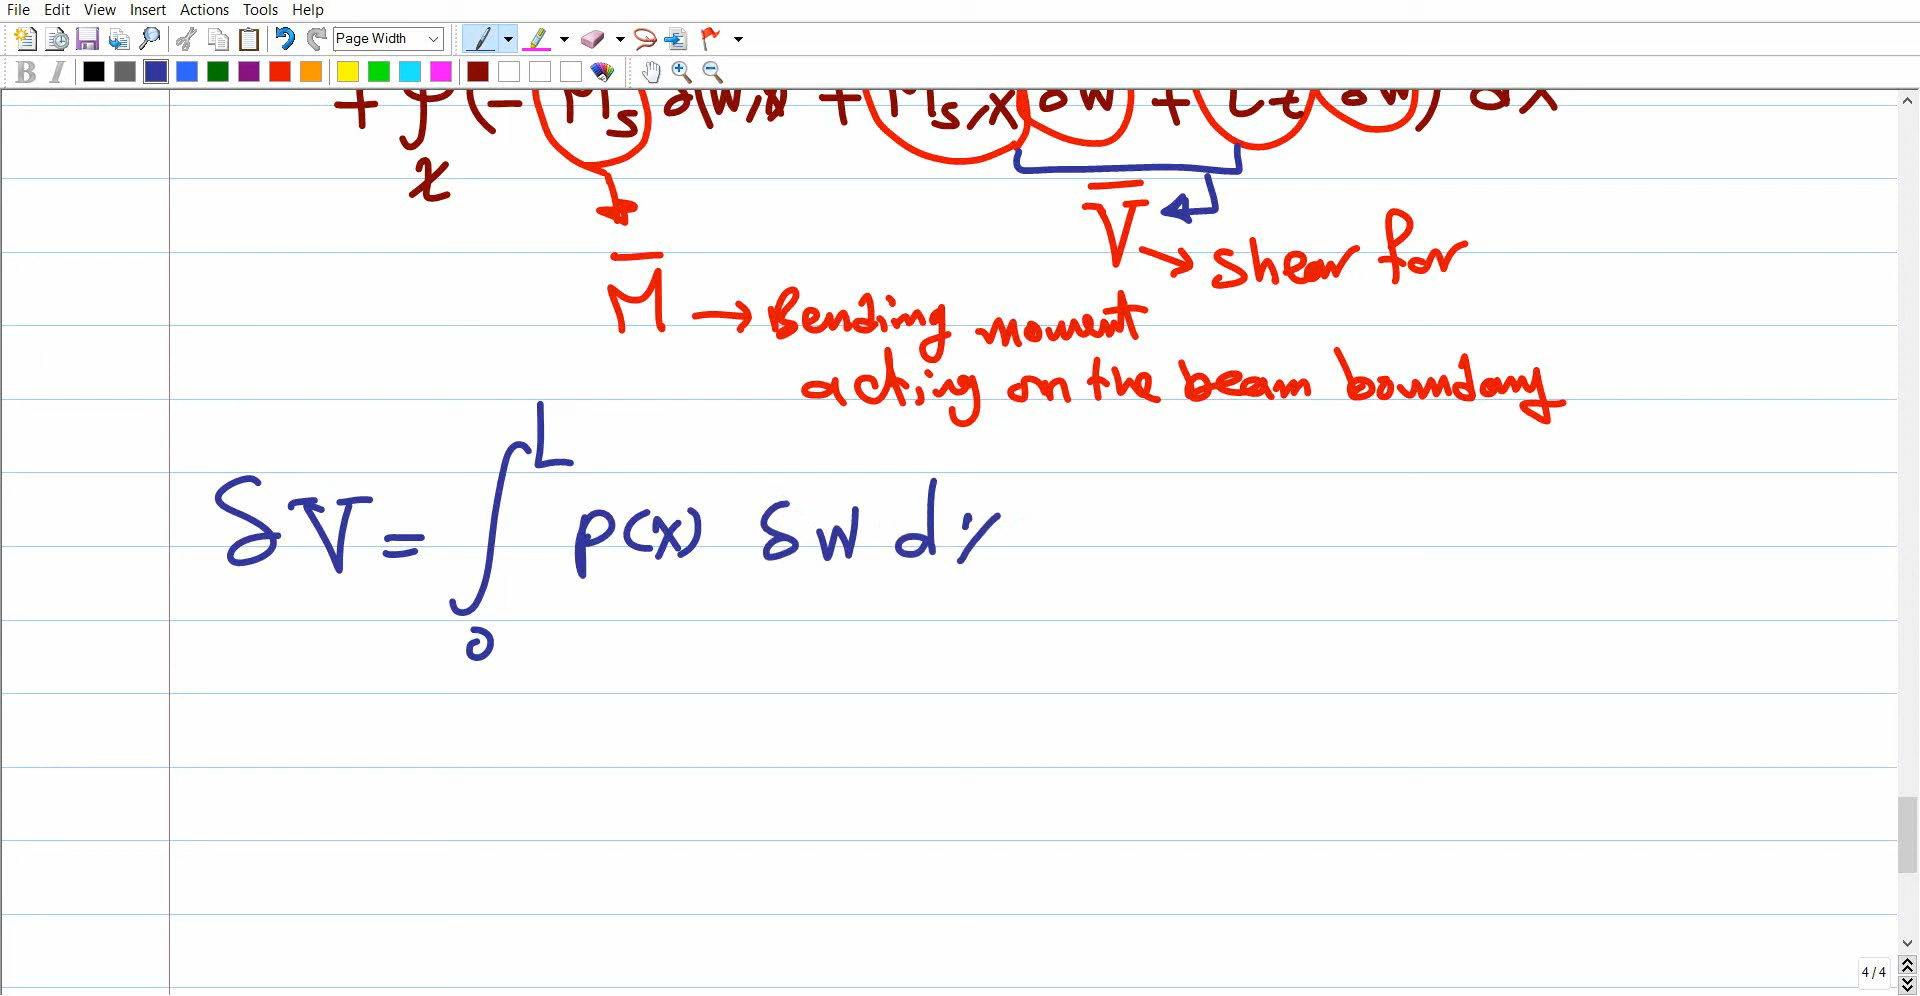 File Edit View Insert Actions Tools Help
Page Width
B I
x
V̅ → shear for
M̅ → Bending moment
acting on the beam boundary
δV = ∫₀ᴸ p(x) δw dx
4 / 4